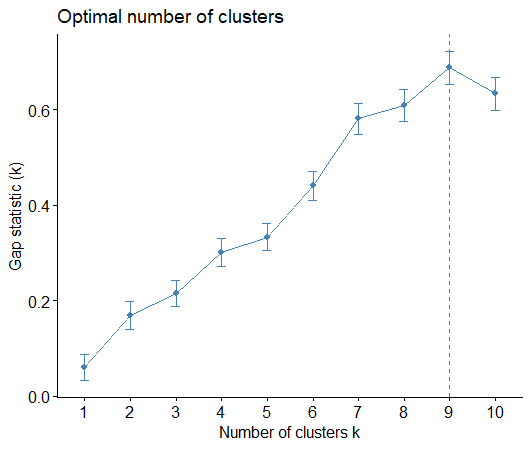 Optimal number of clusters
Gap statistic (k)
0.6
0.4
0.2
0.0
1 2 3 4 5 6 7 8 9 10
Number of clusters k